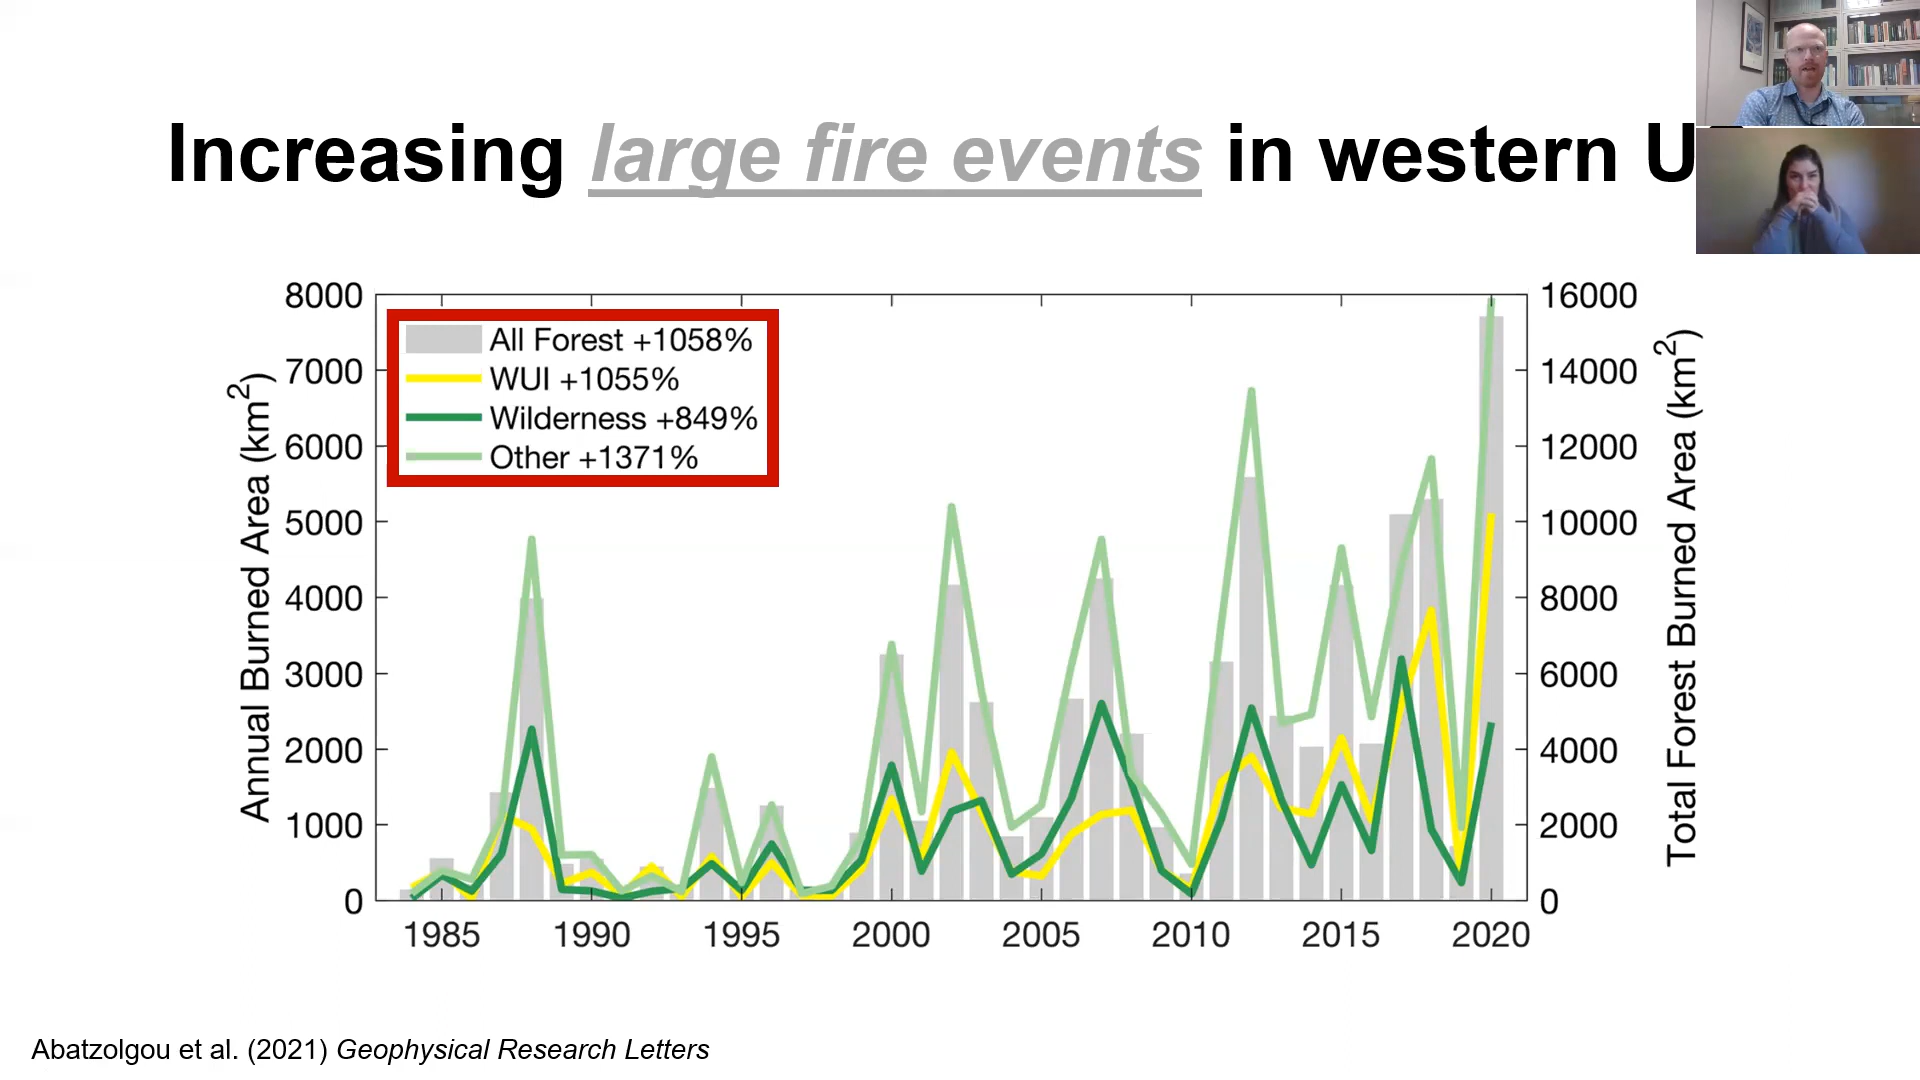 Increasing large fire events in western U
8000
7000
6000
5000
4000
3000
2000
1000
0
Annual Burned Area (km2)
All Forest +1058%
WUI +1055%
Wilderness +849%
Other +1371%
16000
14000
12000
10000
8000
6000
4000
2000
0
Total Forest Burned Area (km2)
1985 1990 1995 2000 2005 2010 2015 2020
Abatzolgou et al. (2021) Geophysical Research Letters